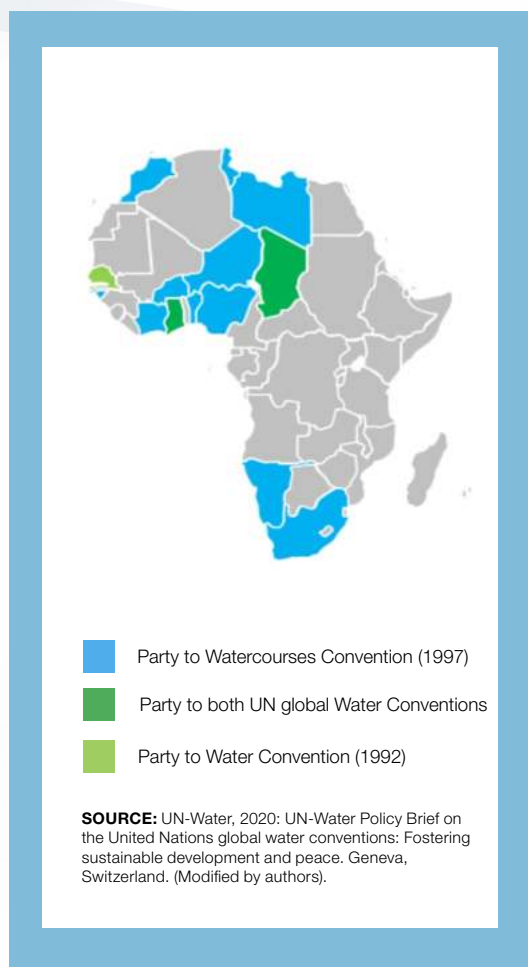 Party to Watercourses Convention (1997)
Party to both UN global Water Conventions
Party to Water Convention (1992)
SOURCE: UN-Water, 2020: UN-Water Policy Brief on
the United Nations global water conventions: Fostering
sustainable development and peace. Geneva,
Switzerland. (Modified by authors).